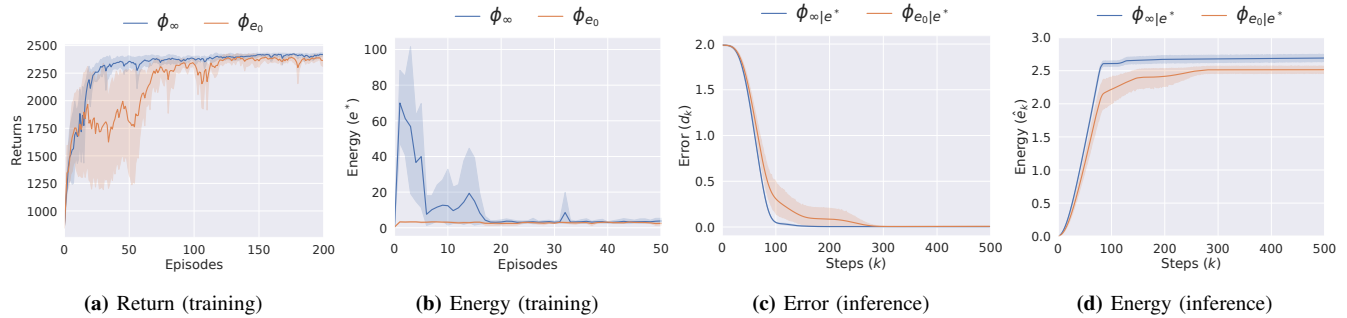 ϕ∞ ϕe0
2500
2250
2000
1750
1500
1250
1000
Returns
0 50 100 150 200
Episodes
(a) Return (training)
ϕ∞ ϕe0
100
80
60
40
20
0
Energy (e*)
0 10 20 30 40 50
Episodes
(b) Energy (training)
ϕ∞|e* ϕe0|e*
2.0
1.5
1.0
0.5
0.0
Error (dk)
0 100 200 300 400 500
Steps (k)
(c) Error (inference)
ϕ∞|e* ϕe0|e*
3.0
2.5
2.0
1.5
1.0
0.5
0.0
Energy (êk)
0 100 200 300 400 500
Steps (k)
(d) Energy (inference)